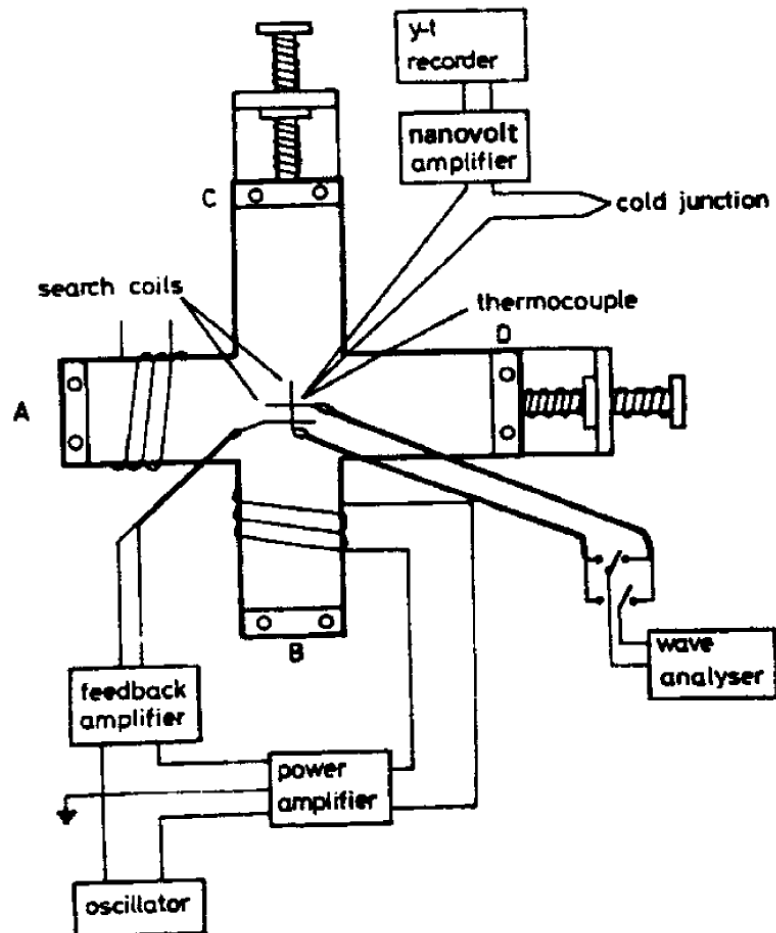 y-t
recorder
nanovolt
amplifier
C
cold junction
search coils
thermocouple
D
A
B
wave
analyser
feedback
amplifier
power
amplifier
oscillator